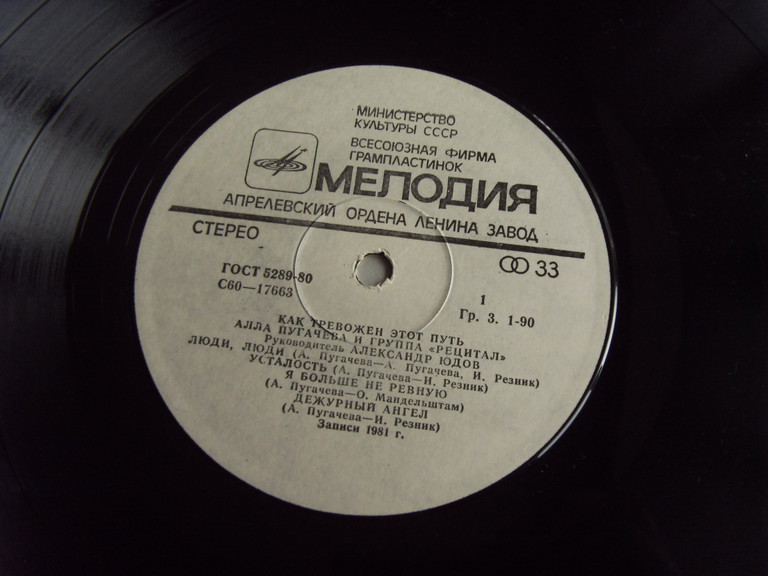 МИНИСТЕРСТВО
КУЛЬТУРЫ СССР
ВСЕСОЮЗНАЯ ФИРМА
ГРАМПЛАСТИНОК
МЕЛОДИЯ
АПРЕЛЕВСКИЙ ОРДЕНА ЛЕНИНА ЗАВОД
СТЕРЕО
33
ГОСТ 5289-80
С60—17663
1
Гр. 3. 1-90
КАК ТРЕВОЖЕН ЭТОТ ПУТЬ
АЛЛА ПУГАЧЕВА И ГРУППА «РЕЦИТАЛ»
Руководитель АЛЕКСАНДР ЮДОВ
ЛЮДИ, ЛЮДИ (А. Пугачева—А. Пугачева, И. Резник)
УСТАЛОСТЬ (А. Пугачева—И. Резник)
Я БОЛЬШЕ НЕ РЕВНУЮ
(А. Пугачева—О. Мандельштам)
ДЕЖУРНЫЙ АНГЕЛ
(А. Пугачева—И. Резник)
Записи 1981 г.